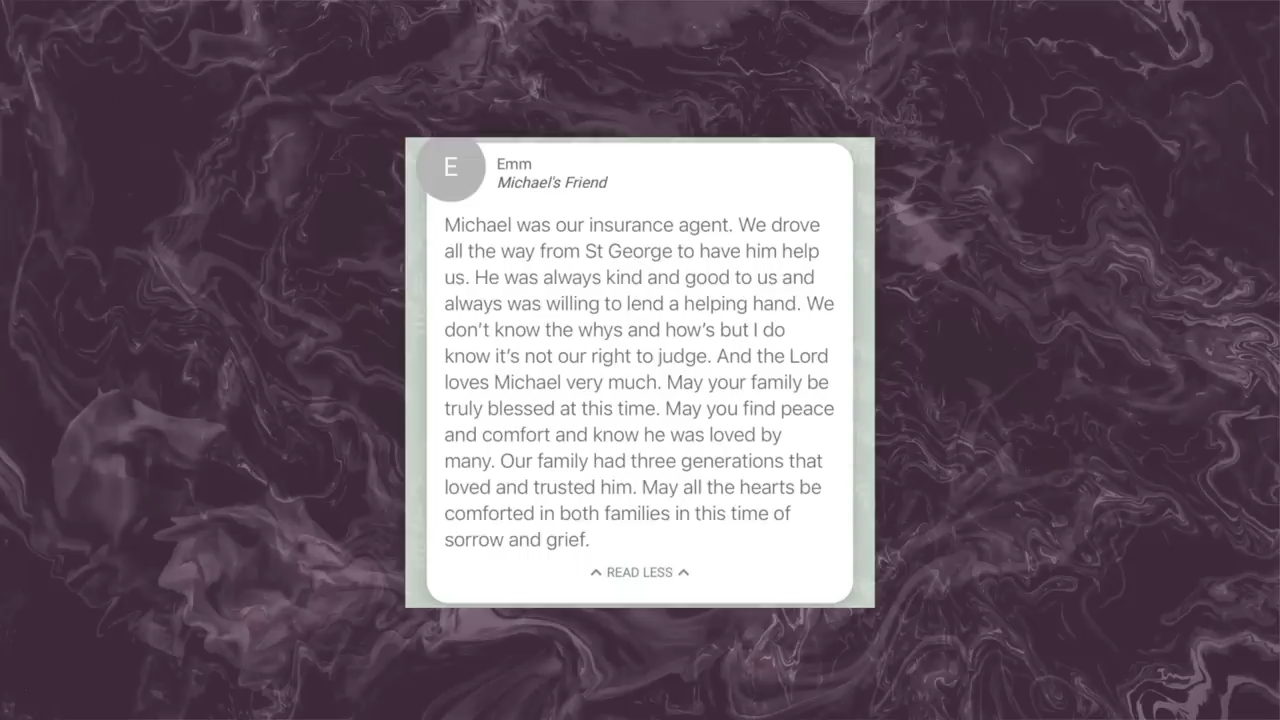 E
Emm
Michael's Friend
Michael was our insurance agent. We drove
all the way from St George to have him help
us. He was always kind and good to us and
always was willing to lend a helping hand. We
don’t know the whys and how’s but I do
know it’s not our right to judge. And the Lord
loves Michael very much. May your family be
truly blessed at this time. May you find peace
and comfort and know he was loved by
many. Our family had three generations that
loved and trusted him. May all the hearts be
comforted in both families in this time of
sorrow and grief.
READ LESS